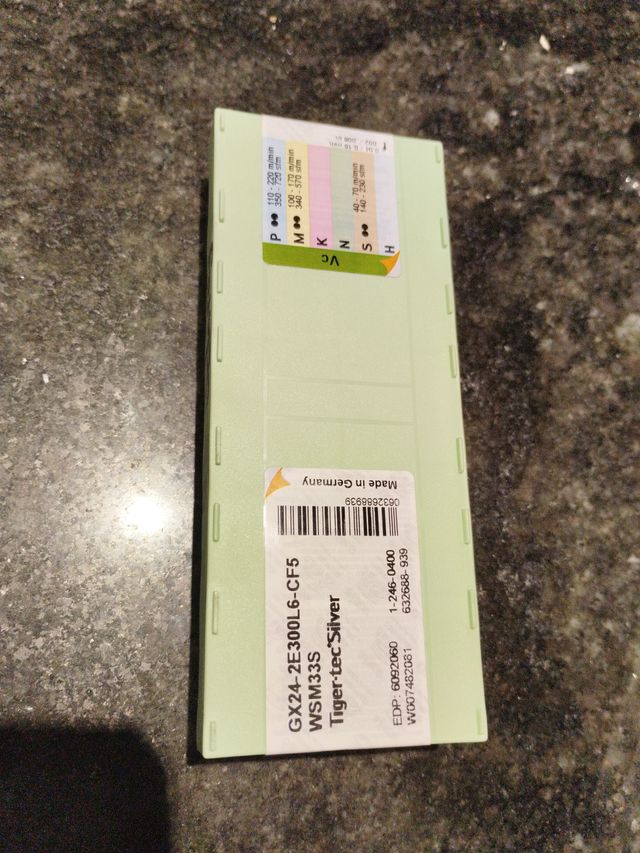 GX24-2E300L6-CF5
WSM33S
Tiger·tec®Silver
EDP: 6092060
1-246-0400
W007482081
632688- 939
0632688939
Made in Germany
Vc
P 110 - 220 m/min
350 - 720 sfm
M 100 - 170 m/min
340 - 570 sfm
K
N
S 40 - 70 m/min
140 - 230 sfm
H